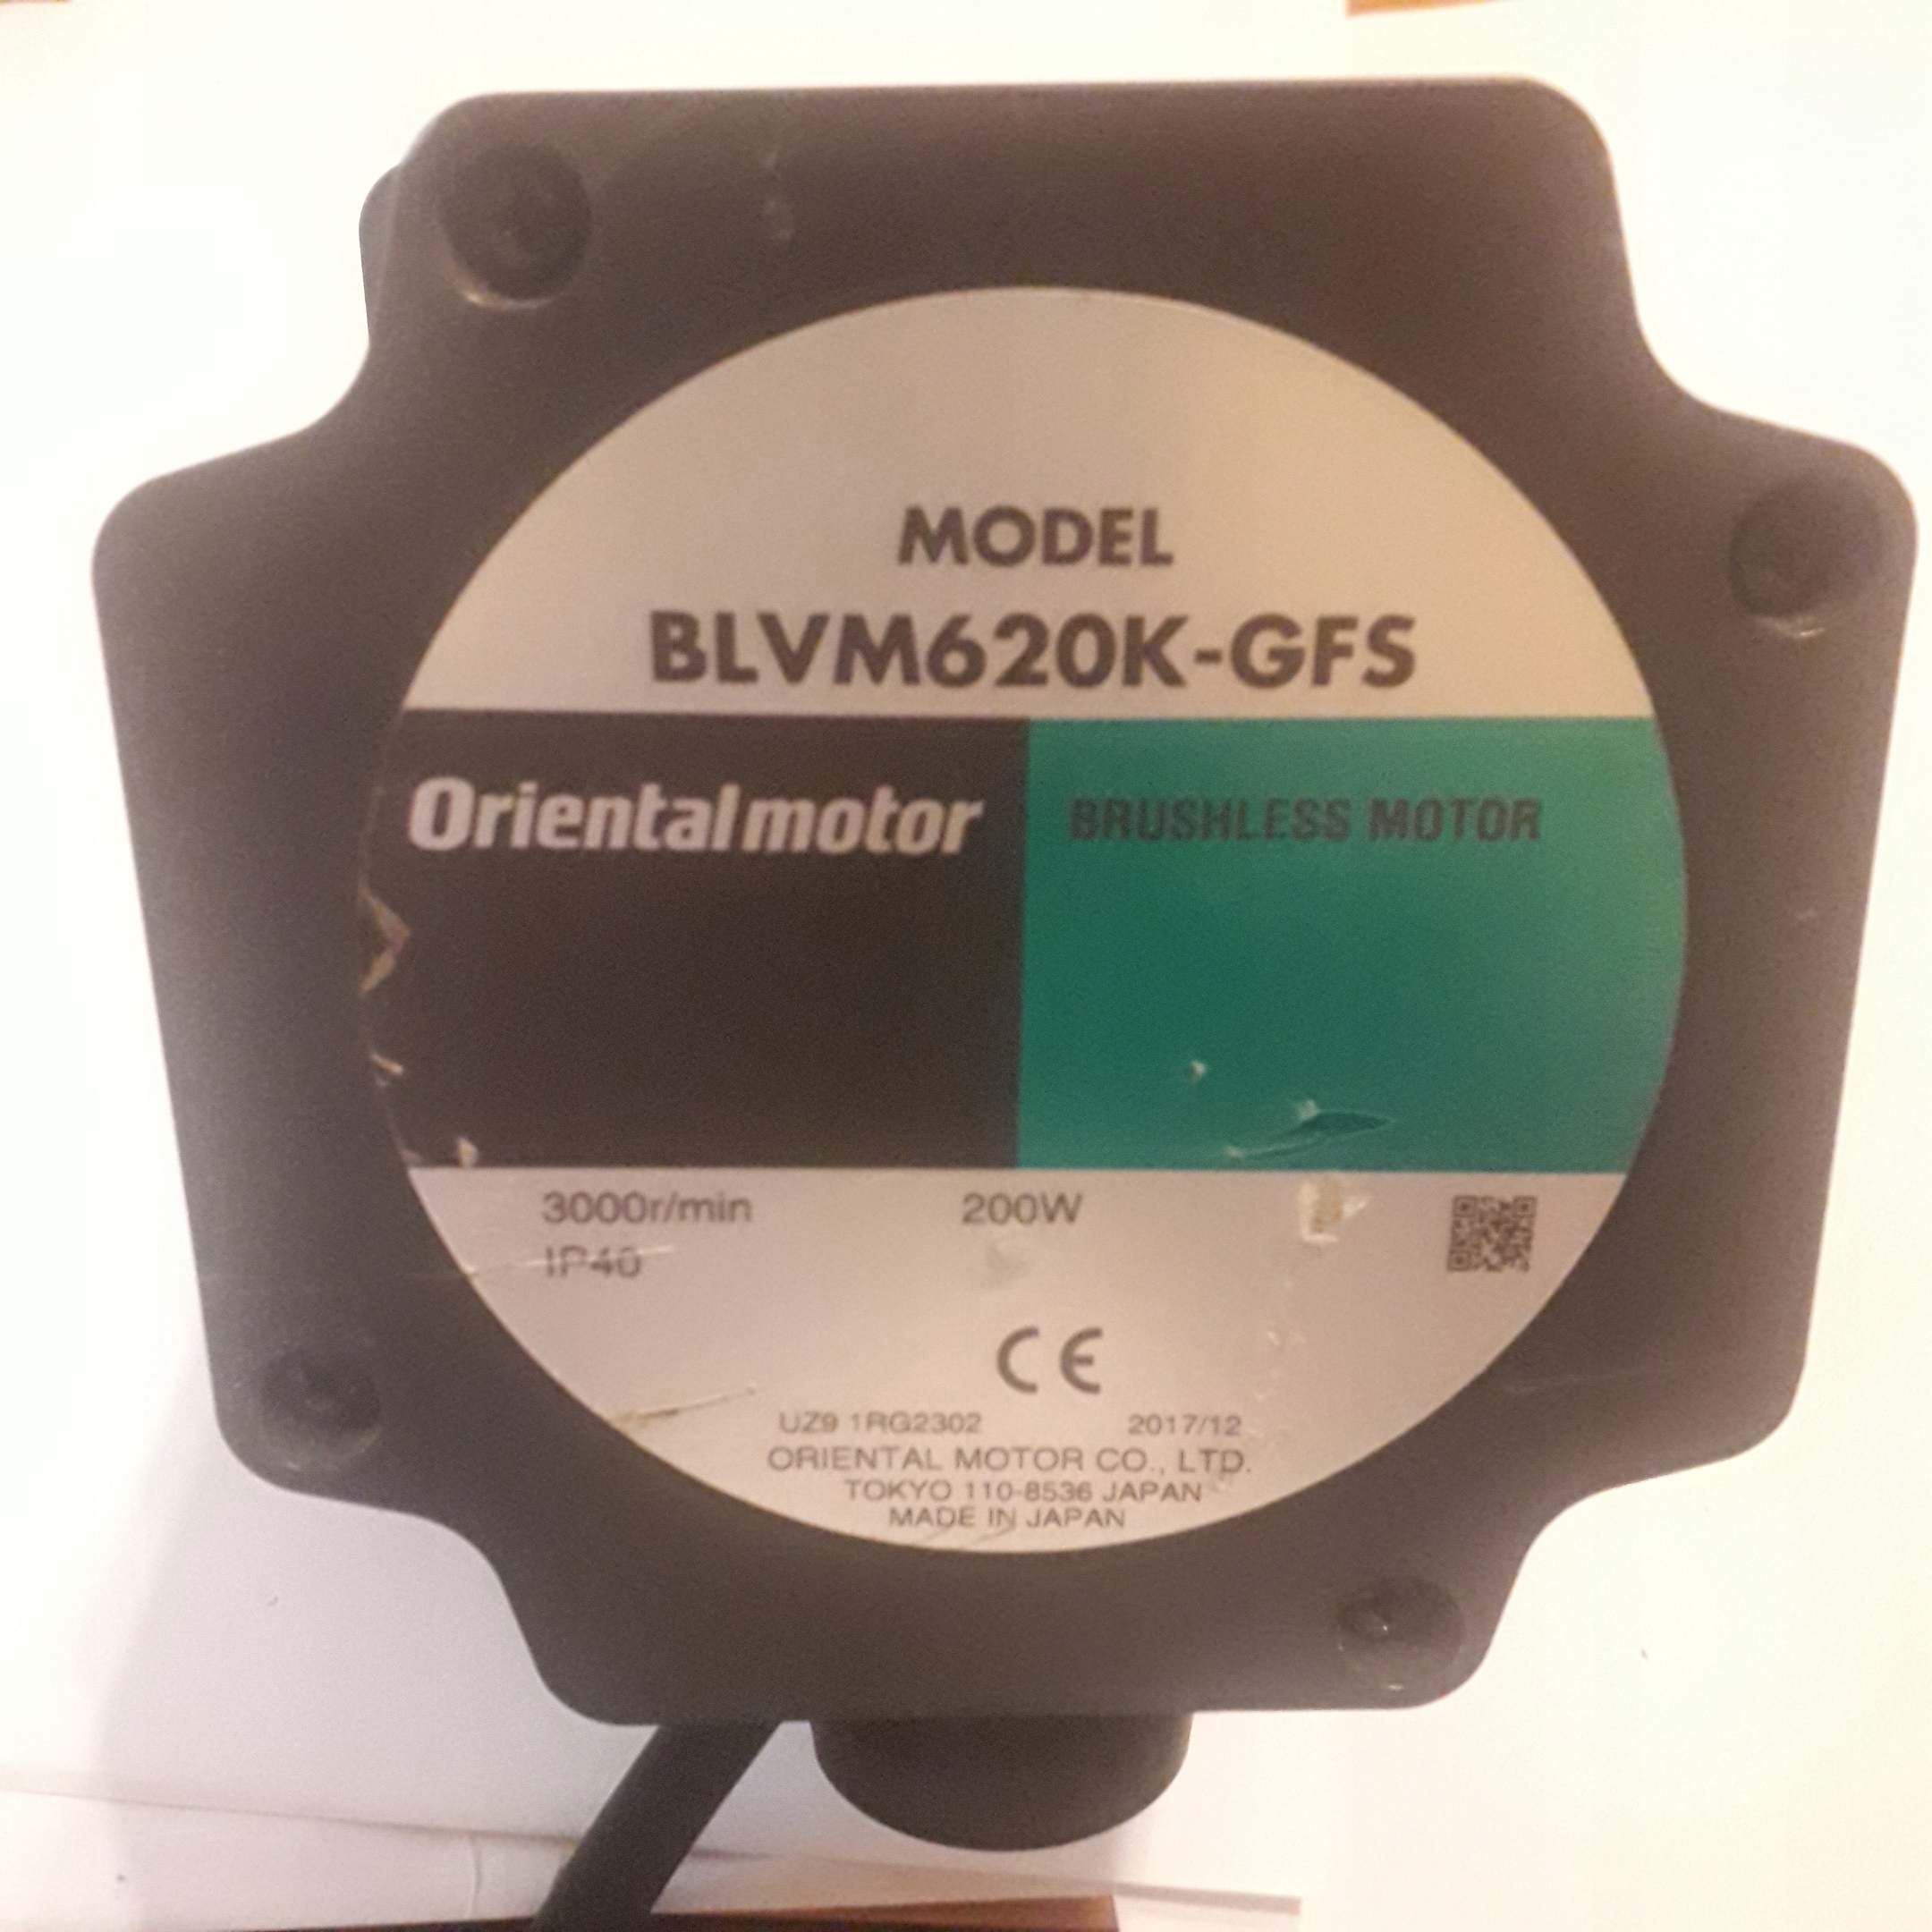 MODEL
BLVM620K-GFS
Orientalmotor BRUSHLESS MOTOR
3000r/min 200W
IP40
CE
UZ9 1RG2302 2017/12
ORIENTAL MOTOR CO., LTD.
TOKYO 110-8536 JAPAN
MADE IN JAPAN